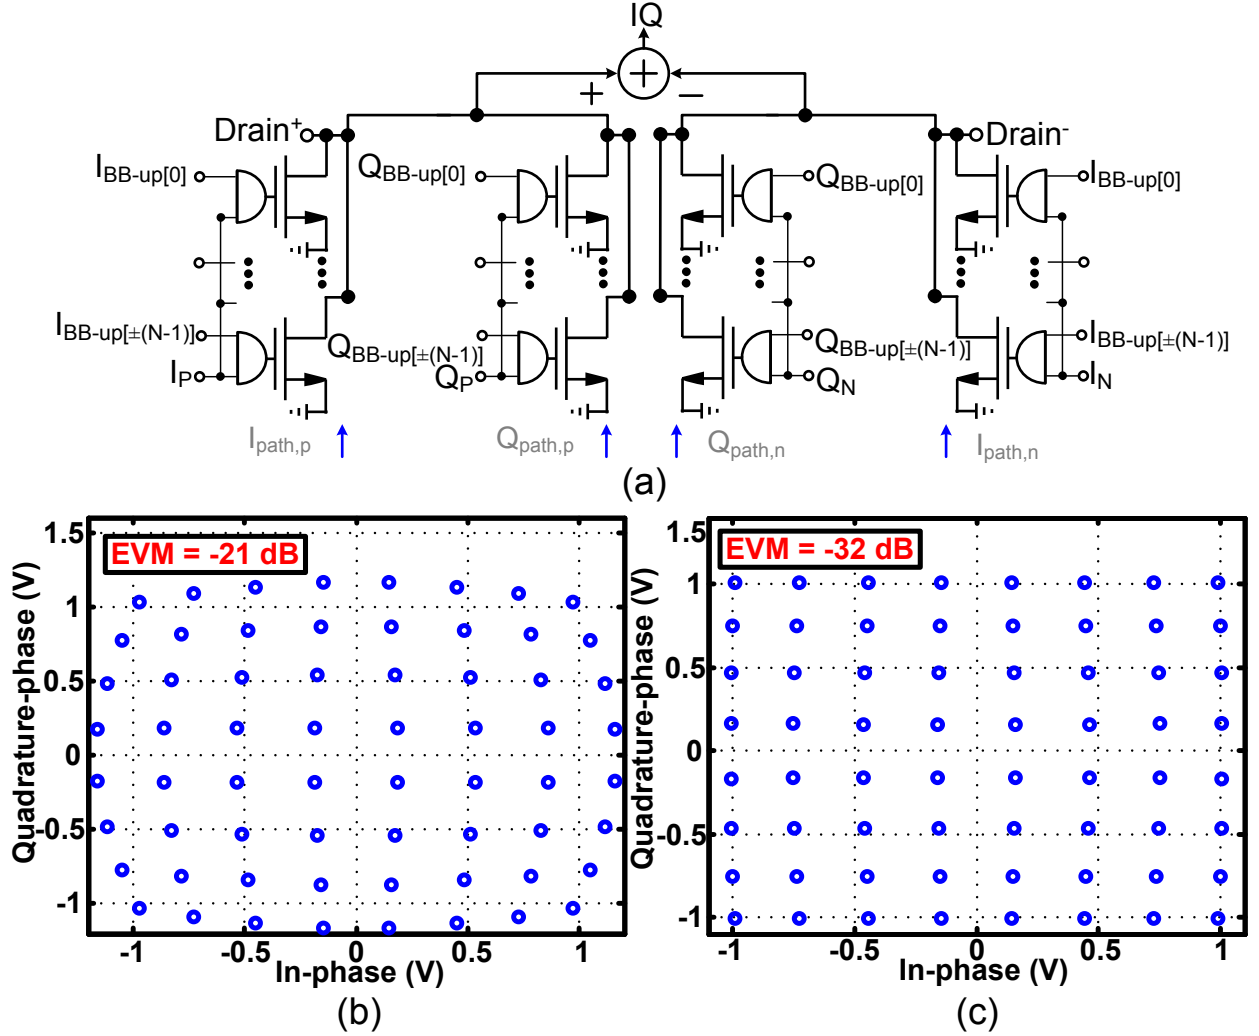 IQ
+ −
Drain+ Drain-
IBB-up[0] QBB-up[0] QBB-up[0] IBB-up[0]
IBB-up[±(N-1)] QBB-up[±(N-1)] QBB-up[±(N-1)] IBB-up[±(N-1)]
IP QP QN IN
Ipath,p Qpath,p Qpath,n Ipath,n
(a)
EVM = -21 dB
Quadrature-phase (V)
1.5
1
0.5
0
-0.5
-1
-1 -0.5 0 0.5 1
In-phase (V)
(b)
EVM = -32 dB
Quadrature-phase (V)
1.5
1
0.5
0
-0.5
-1
-1 -0.5 0 0.5 1
In-phase (V)
(c)